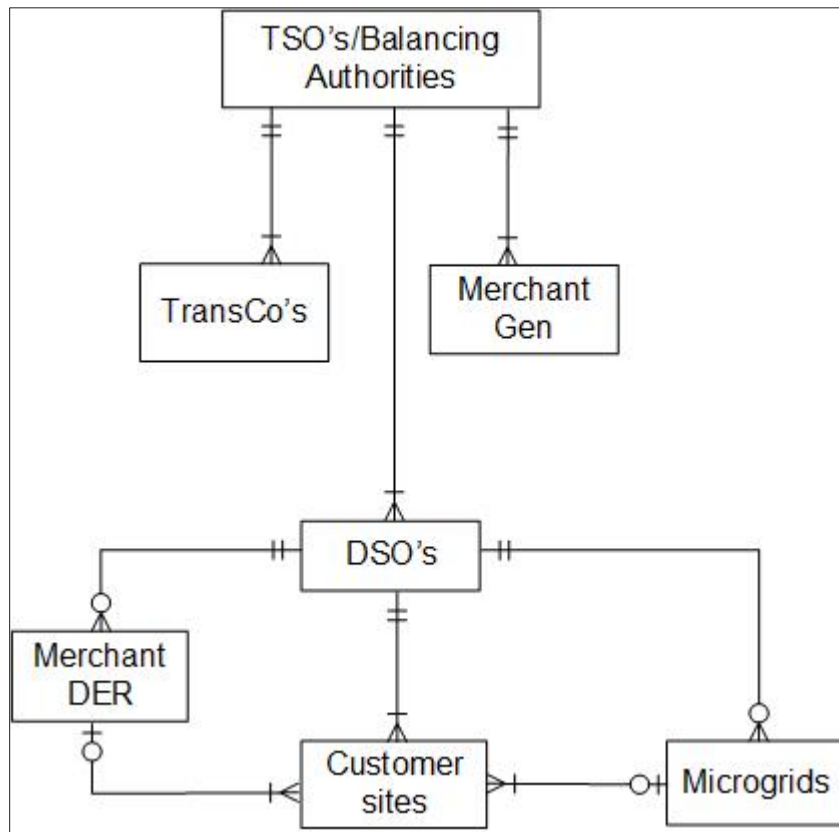 TSO's/Balancing
Authorities
TransCo's
Merchant
Gen
DSO's
Merchant
DER
Customer
sites
Microgrids